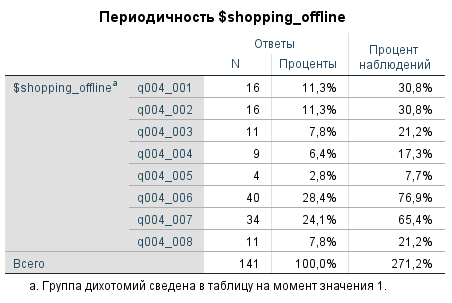 Периодичность $shopping_offline
Ответы Процент наблюдений
N Проценты
$shopping_offlineᵃ q004_001 16 11,3% 30,8%
q004_002 16 11,3% 30,8%
q004_003 11 7,8% 21,2%
q004_004 9 6,4% 17,3%
q004_005 4 2,8% 7,7%
q004_006 40 28,4% 76,9%
q004_007 34 24,1% 65,4%
q004_008 11 7,8% 21,2%
Всего 141 100,0% 271,2%
a. Группа дихотомий сведена в таблицу на момент значения 1.